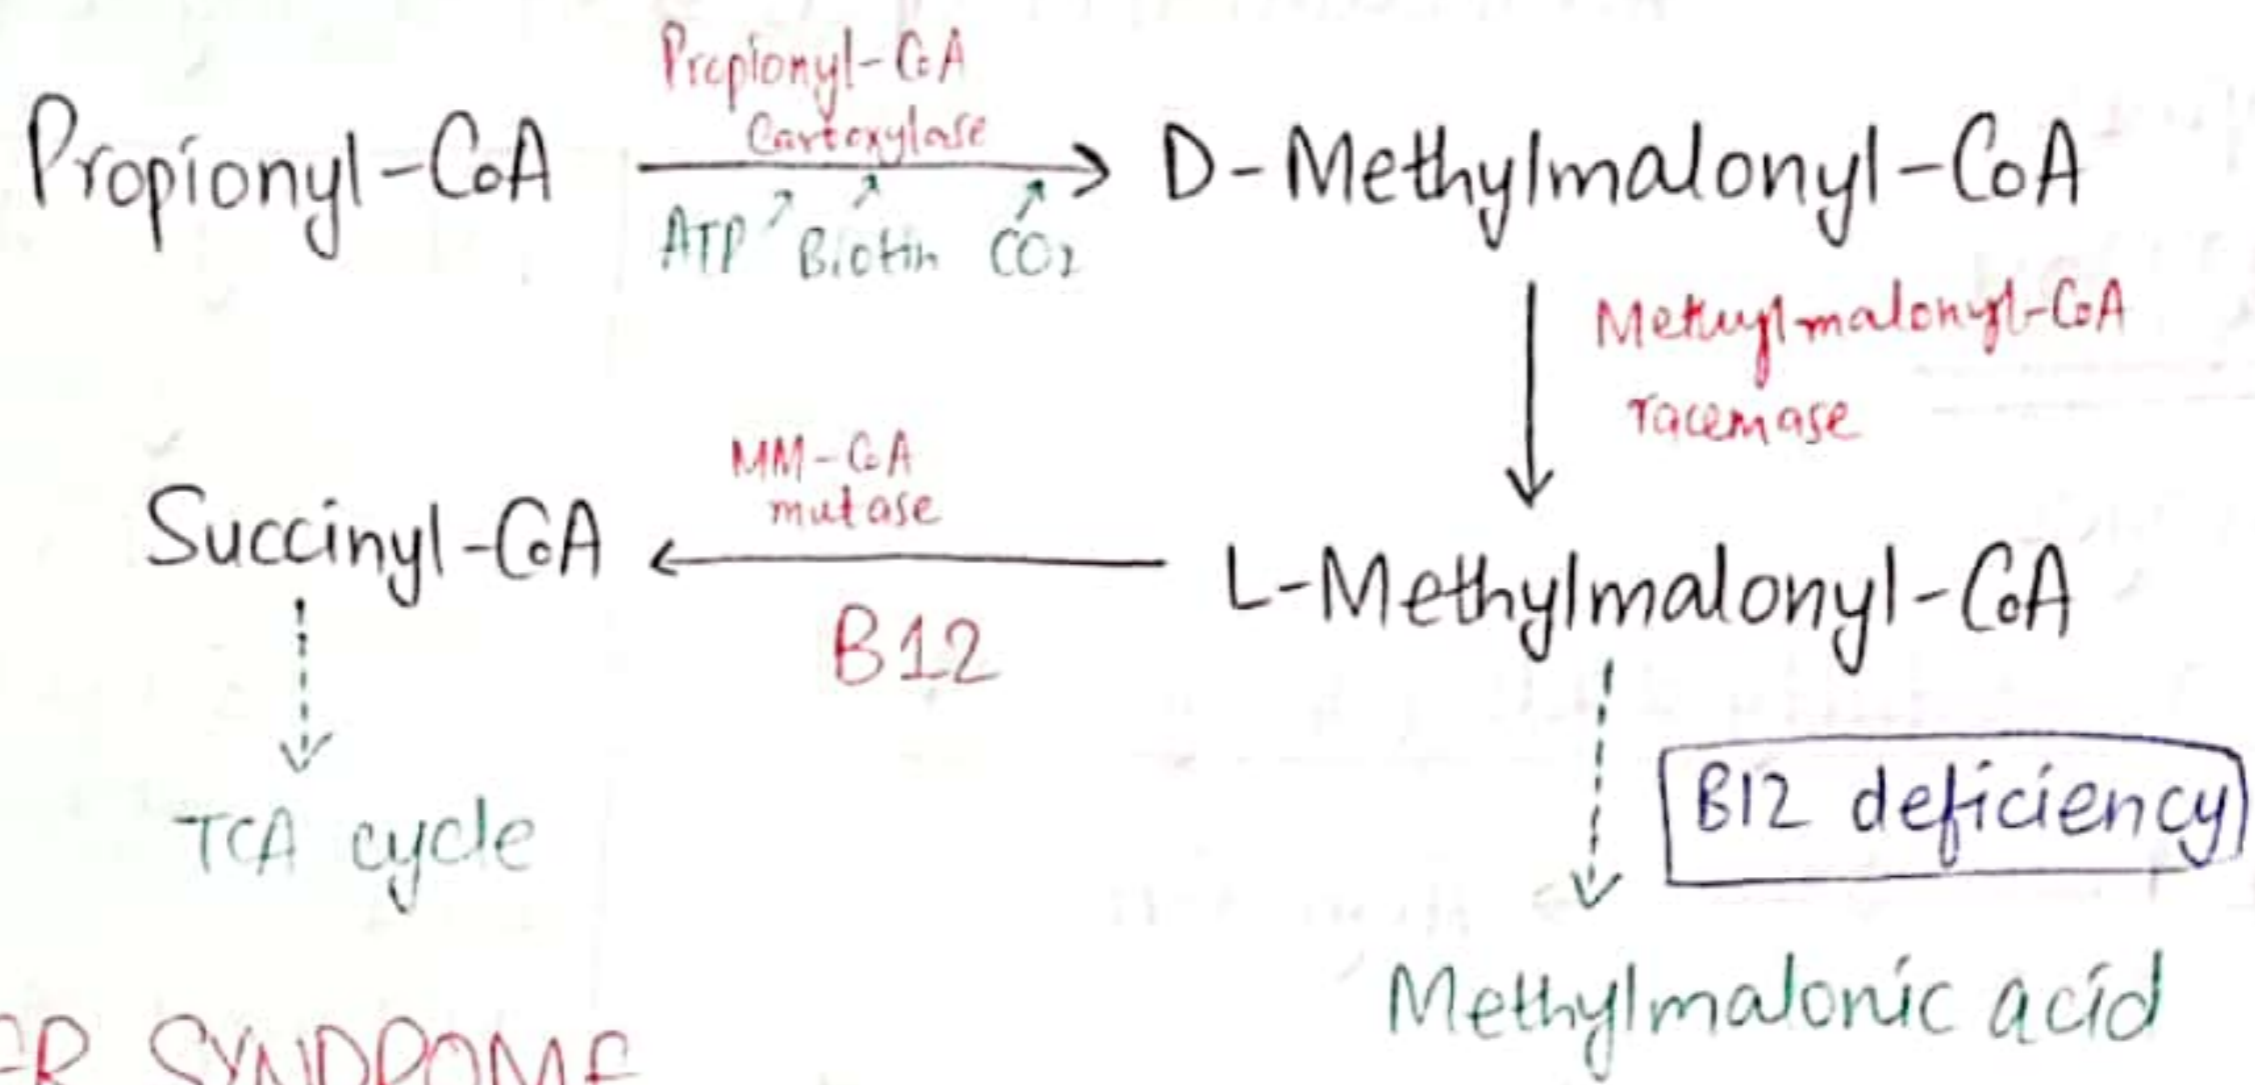 Propionyl-CoA
Carboxylase
Propionyl-CoA
D-Methylmalonyl-CoA
ATP Biotin CO2
Methylmalonyl-CoA
racemase
MM-CoA
mutase
Succinyl-CoA
L-Methylmalonyl-CoA
B12
B12 deficiency
TCA cycle
Methylmalonic acid
SYNDROME